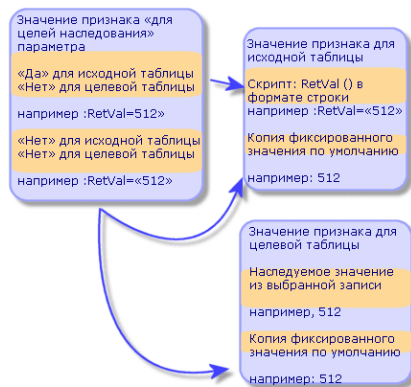 Значение признака «для
целей наследования»
параметра
«Да» для исходной таблицы
«Нет» для целевой таблицы
например :RetVal=512»
«Нет» для исходной таблицы
«Нет» для целевой таблицы
например :RetVal=«512»
Значение признака для
исходной таблицы
Скрипт: RetVal () в
формате строки
например :RetVal=«512»
Копия фиксированного
значения по умолчанию
например: 512
Значение признака для
целевой таблицы
Наследуемое значение
из выбранной записи
например, 512
Копия фиксированного
значения по умолчанию
например: 512